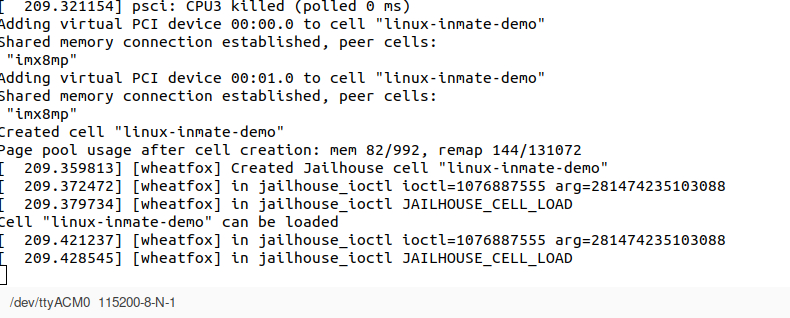 [  209.321154] psci: CPU3 killed (polled 0 ms)
Adding virtual PCI device 00:00.0 to cell "linux-inmate-demo"
Shared memory connection established, peer cells:
 "imx8mp"
Adding virtual PCI device 00:01.0 to cell "linux-inmate-demo"
Shared memory connection established, peer cells:
 "imx8mp"
Created cell "linux-inmate-demo"
Page pool usage after cell creation: mem 82/992, remap 144/131072
[  209.359813] [wheatfox] Created Jailhouse cell "linux-inmate-demo"
[  209.372472] [wheatfox] in jailhouse_ioctl ioctl=1076887555 arg=281474235103088
[  209.379734] [wheatfox] in jailhouse_ioctl JAILHOUSE_CELL_LOAD
Cell "linux-inmate-demo" can be loaded
[  209.421237] [wheatfox] in jailhouse_ioctl ioctl=1076887555 arg=281474235103088
[  209.428545] [wheatfox] in jailhouse_ioctl JAILHOUSE_CELL_LOAD
/dev/ttyACM0  115200-8-N-1